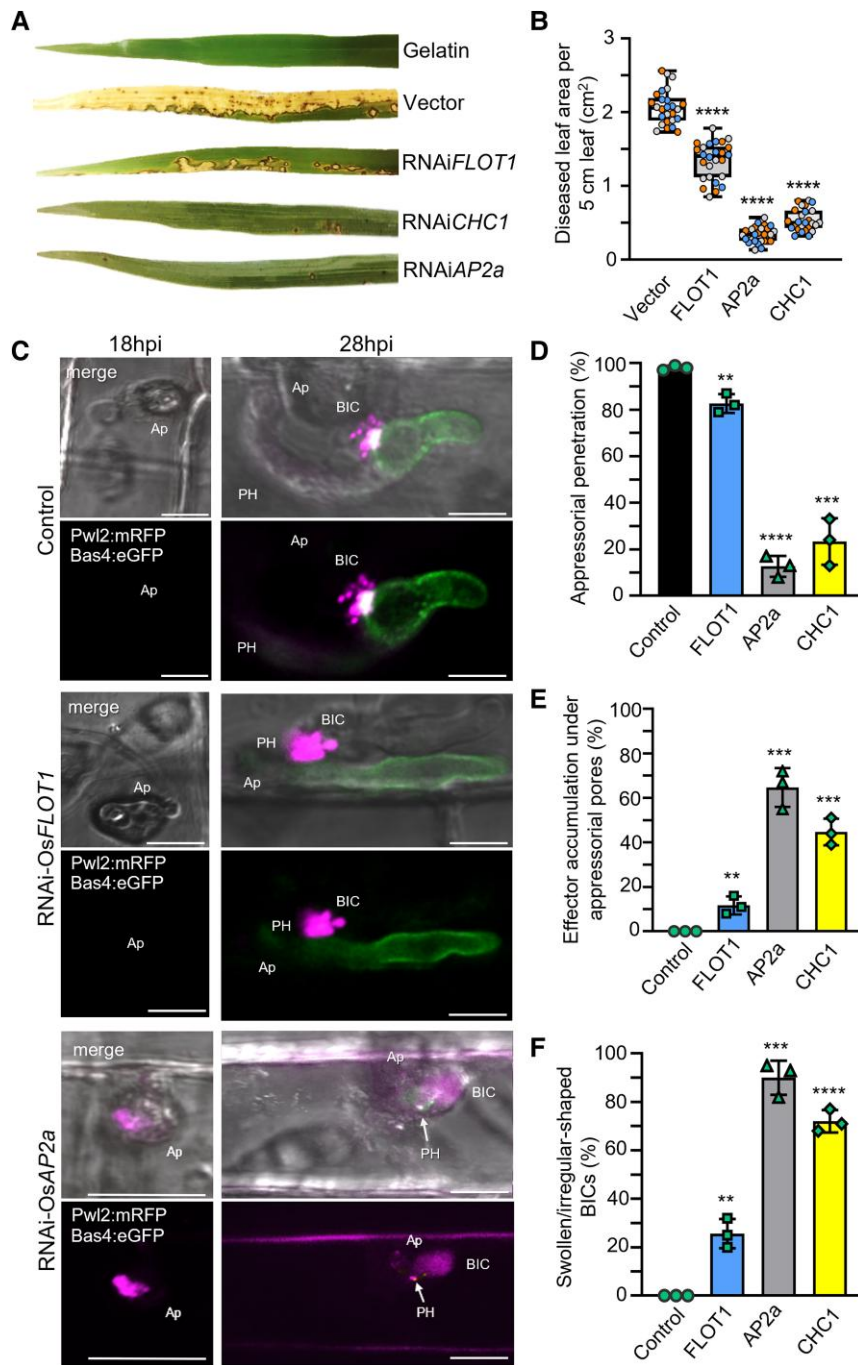 A
Gelatin
Vector
RNAiFLOT1
RNAiCHC1
RNAiAP2a
B
Diseased leaf area per
5 cm leaf (cm²)
3
2
1
0
****
****
****
Vector
FLOT1
AP2a
CHC1
C
18hpi
28hpi
Control
merge
Ap
Ap
BIC
PH
Pwl2:mRFP
Bas4:eGFP
Ap
Ap
BIC
PH
RNAi-OsFLOT1
merge
Ap
BIC
PH
Ap
Pwl2:mRFP
Bas4:eGFP
Ap
BIC
PH
Ap
RNAi-OsAP2a
merge
Ap
Ap
BIC
PH
Pwl2:mRFP
Bas4:eGFP
Ap
Ap
BIC
PH
D
Appressorial penetration (%)
100
80
60
40
20
0
**
****
***
Control
FLOT1
AP2a
CHC1
E
Effector accumulation under
appressorial pores (%)
100
80
60
40
20
0
**
***
***
Control
FLOT1
AP2a
CHC1
F
Swollen/irregular-shaped
BICs (%)
100
80
60
40
20
0
**
***
****
Control
FLOT1
AP2a
CHC1